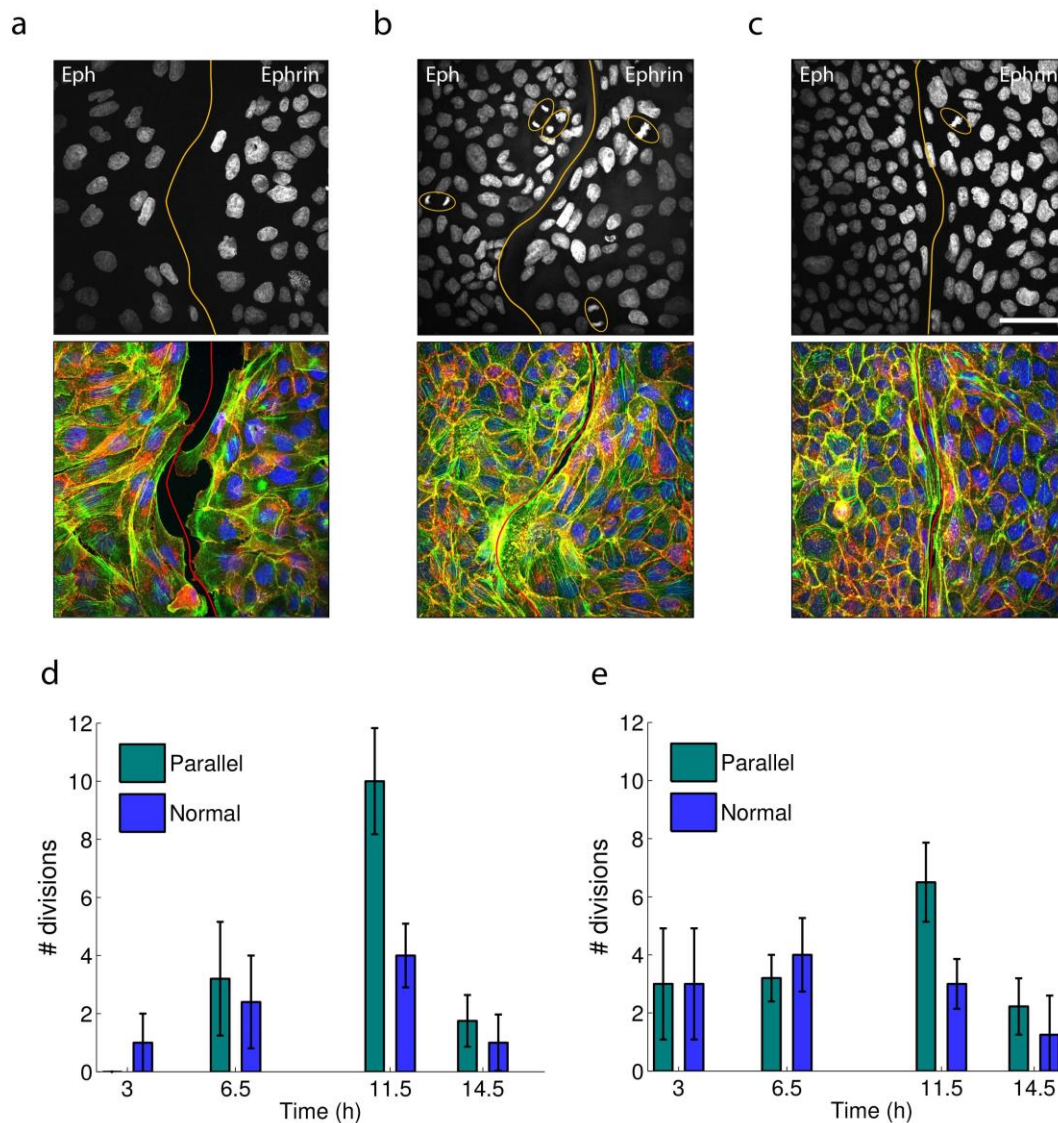 a
b
c
Eph Ephrin
Eph Ephrin
Eph Ephrin
d
12
10
8
6
4
2
0
# divisions
Parallel
Normal
3 6.5 11.5 14.5
Time (h)
e
12
10
8
6
4
2
0
# divisions
Parallel
Normal
3 6.5 11.5 14.5
Time (h)